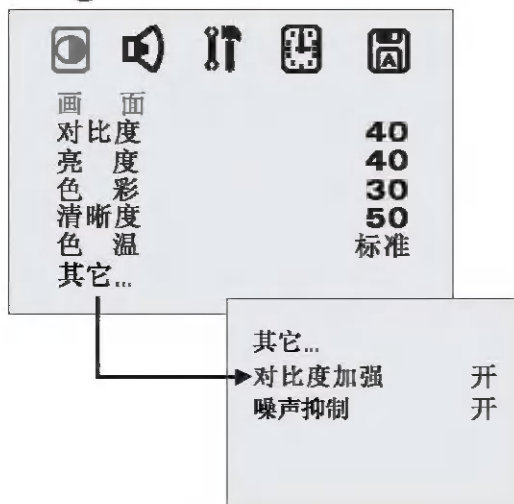 A
画 面
对比度 40
亮 度 40
色 彩 30
清晰度 50
色 温 标准
其它...
其它...
对比度加强 开
噪声抑制 开